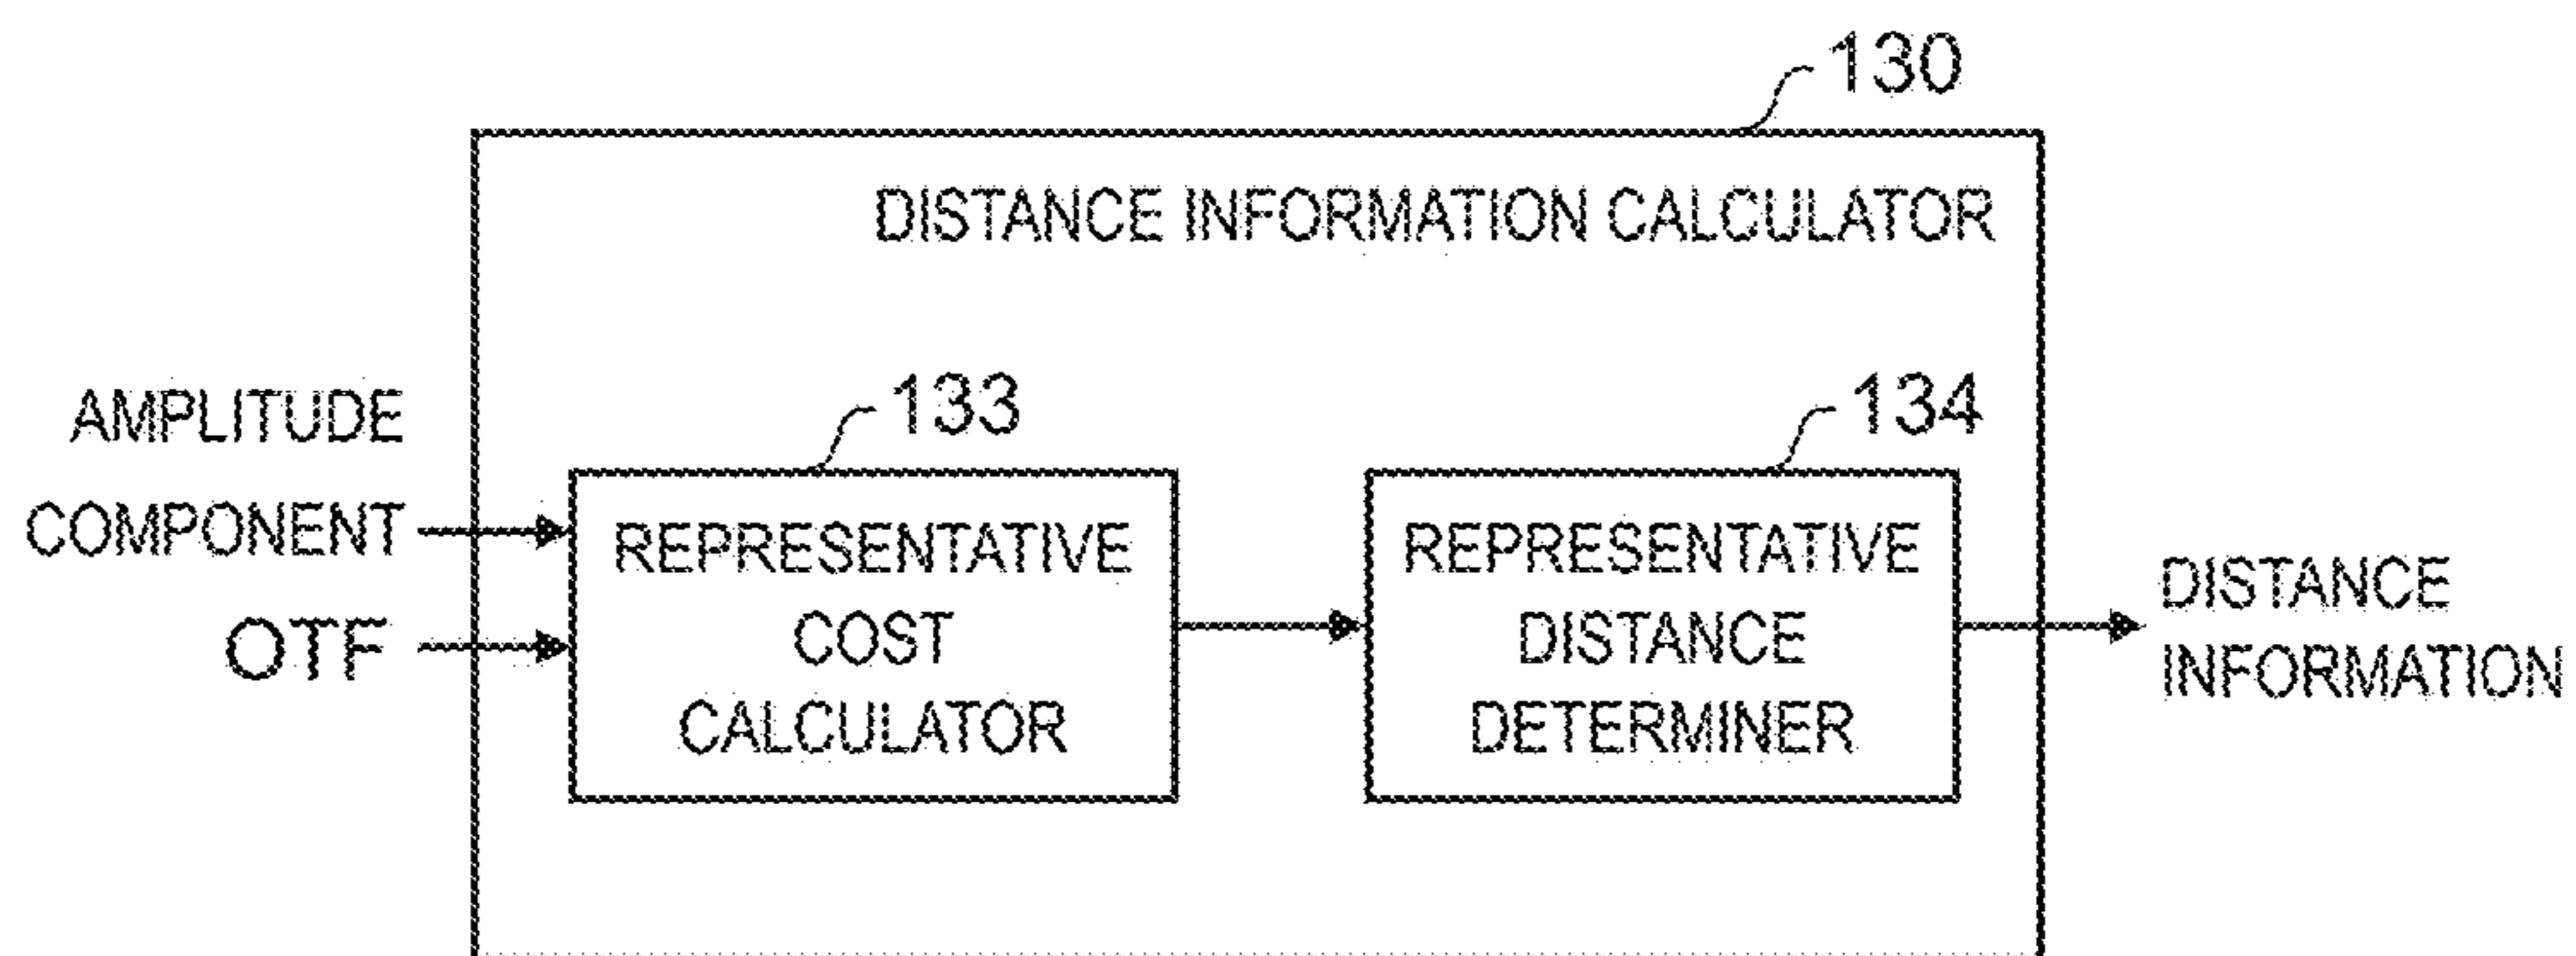 130
DISTANCE INFORMATION CALCULATOR
AMPLITUDE
COMPONENT
OTF
133
REPRESENTATIVE
COST
CALCULATOR
134
REPRESENTATIVE
DISTANCE
DETERMINER
DISTANCE
INFORMATION